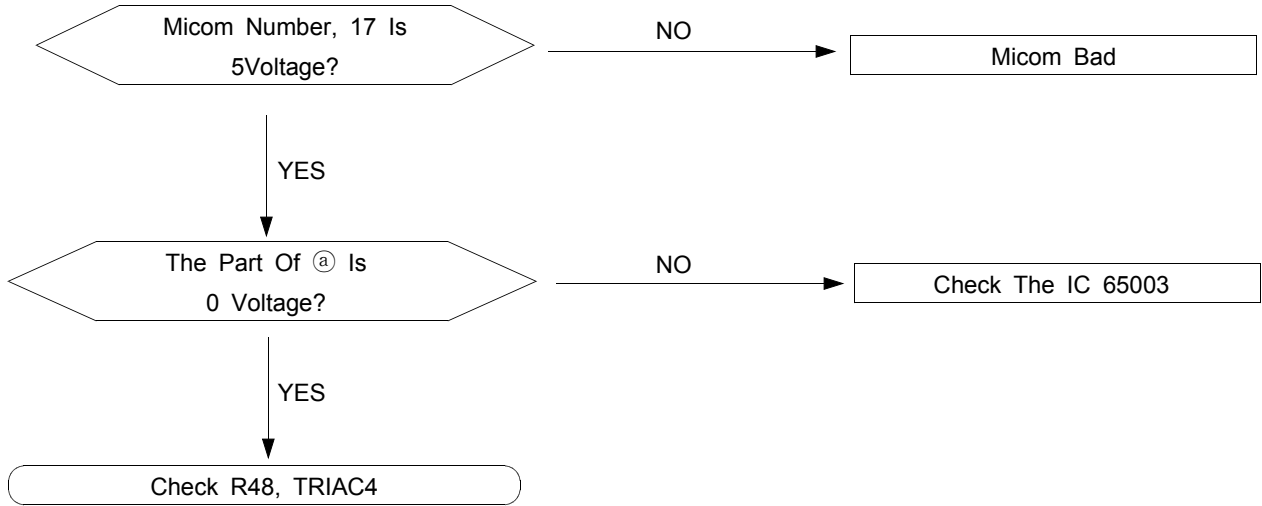 Micom Number, 17 Is
5Voltage?
NO
Micom Bad
YES
The Part Of ⓐ Is
0 Voltage?
NO
Check The IC 65003
YES
Check R48, TRIAC4